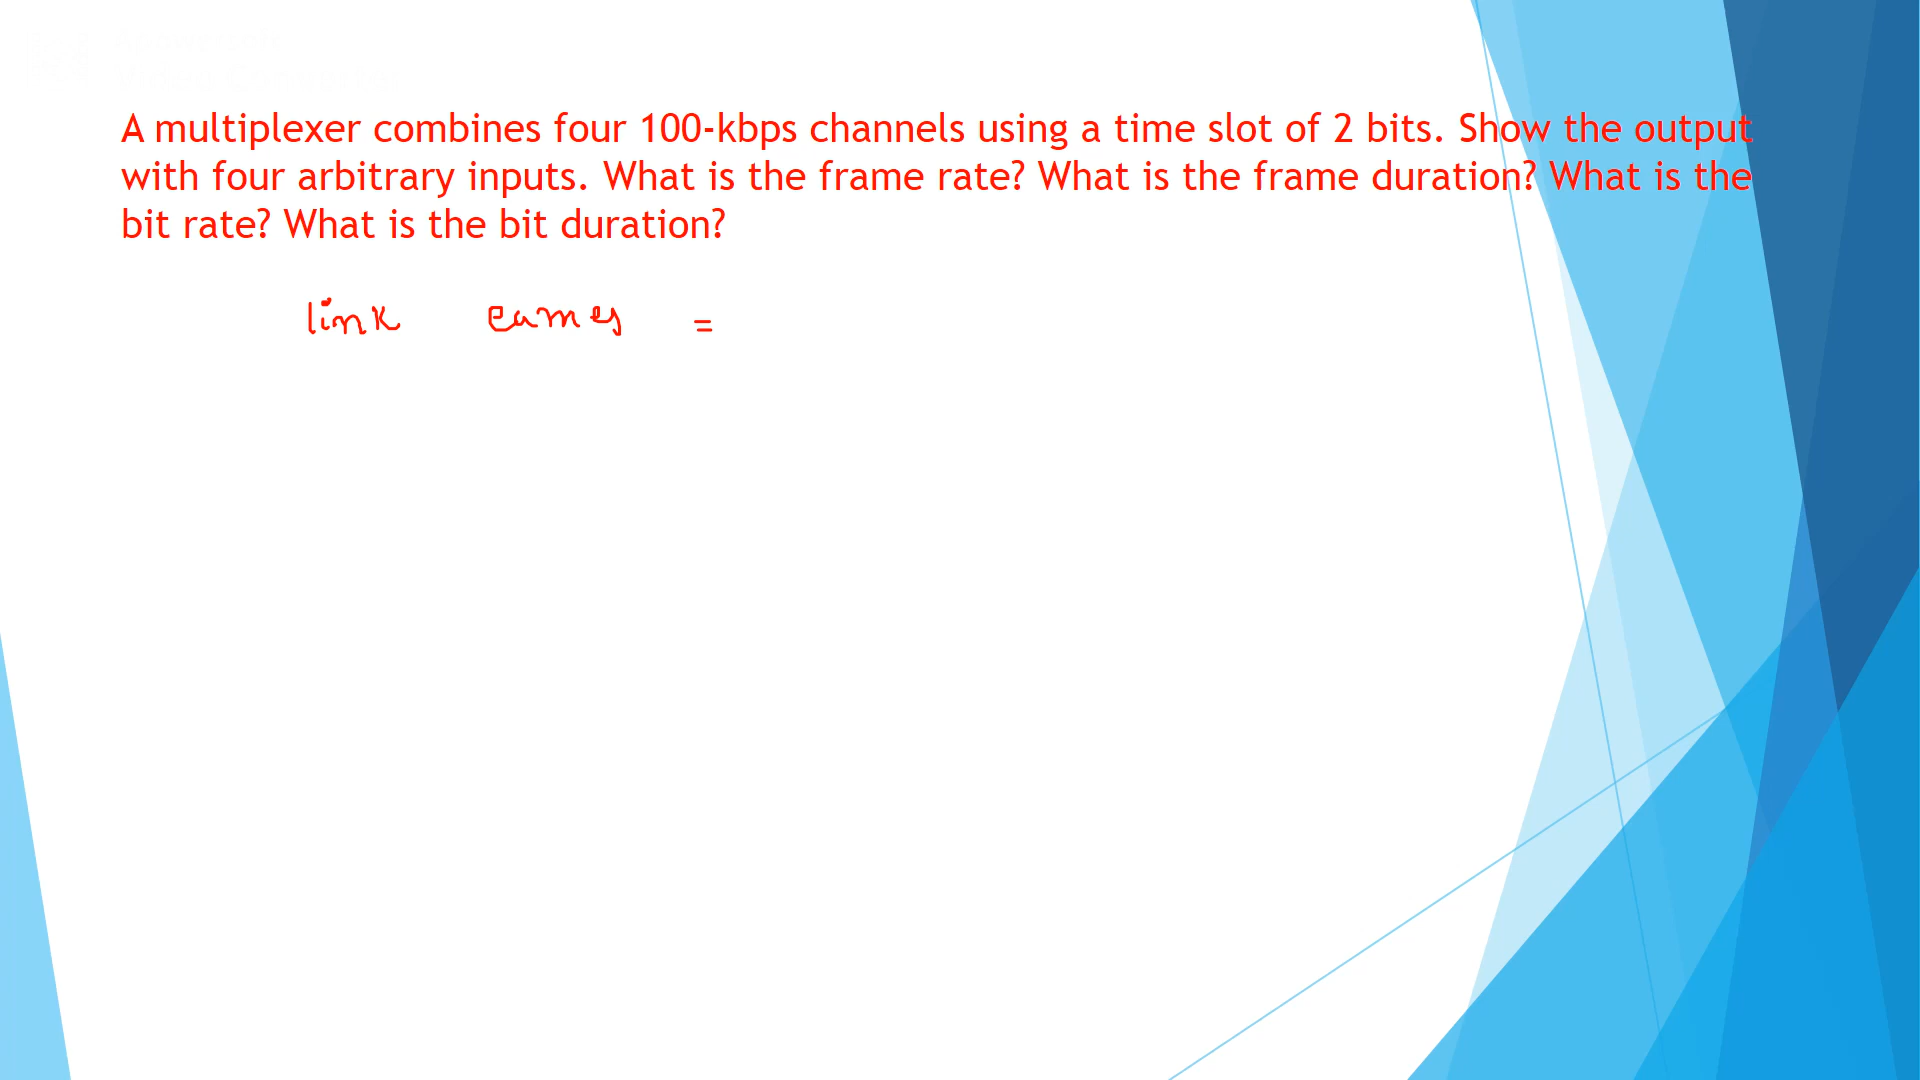 A multiplexer combines four 100-kbps channels using a time slot of 2 bits. Show the output
with four arbitrary inputs. What is the frame rate? What is the frame duration? What is the
bit rate? What is the bit duration?
link =